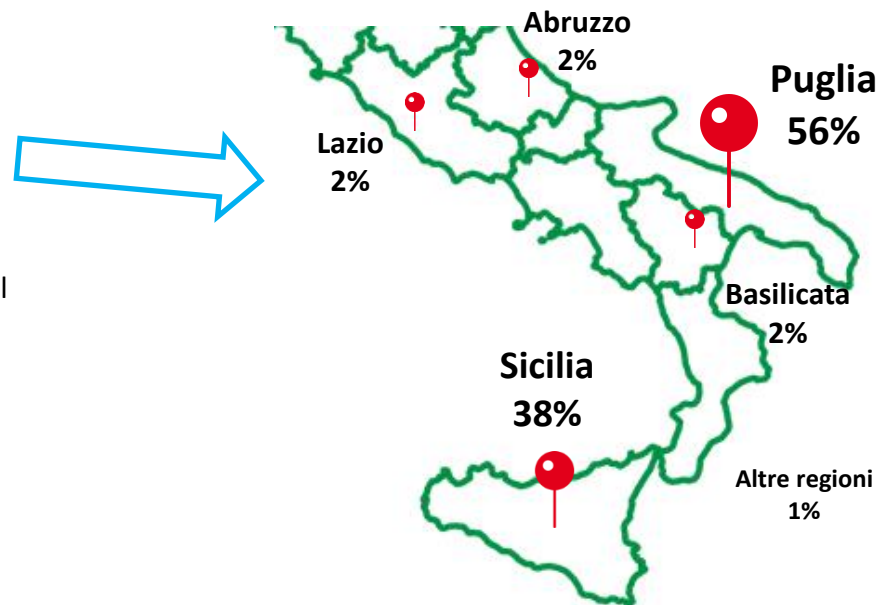 Abruzzo
2%
Puglia
56%
Lazio
2%
l
Basilicata
2%
Sicilia
38%
Altre regioni
1%